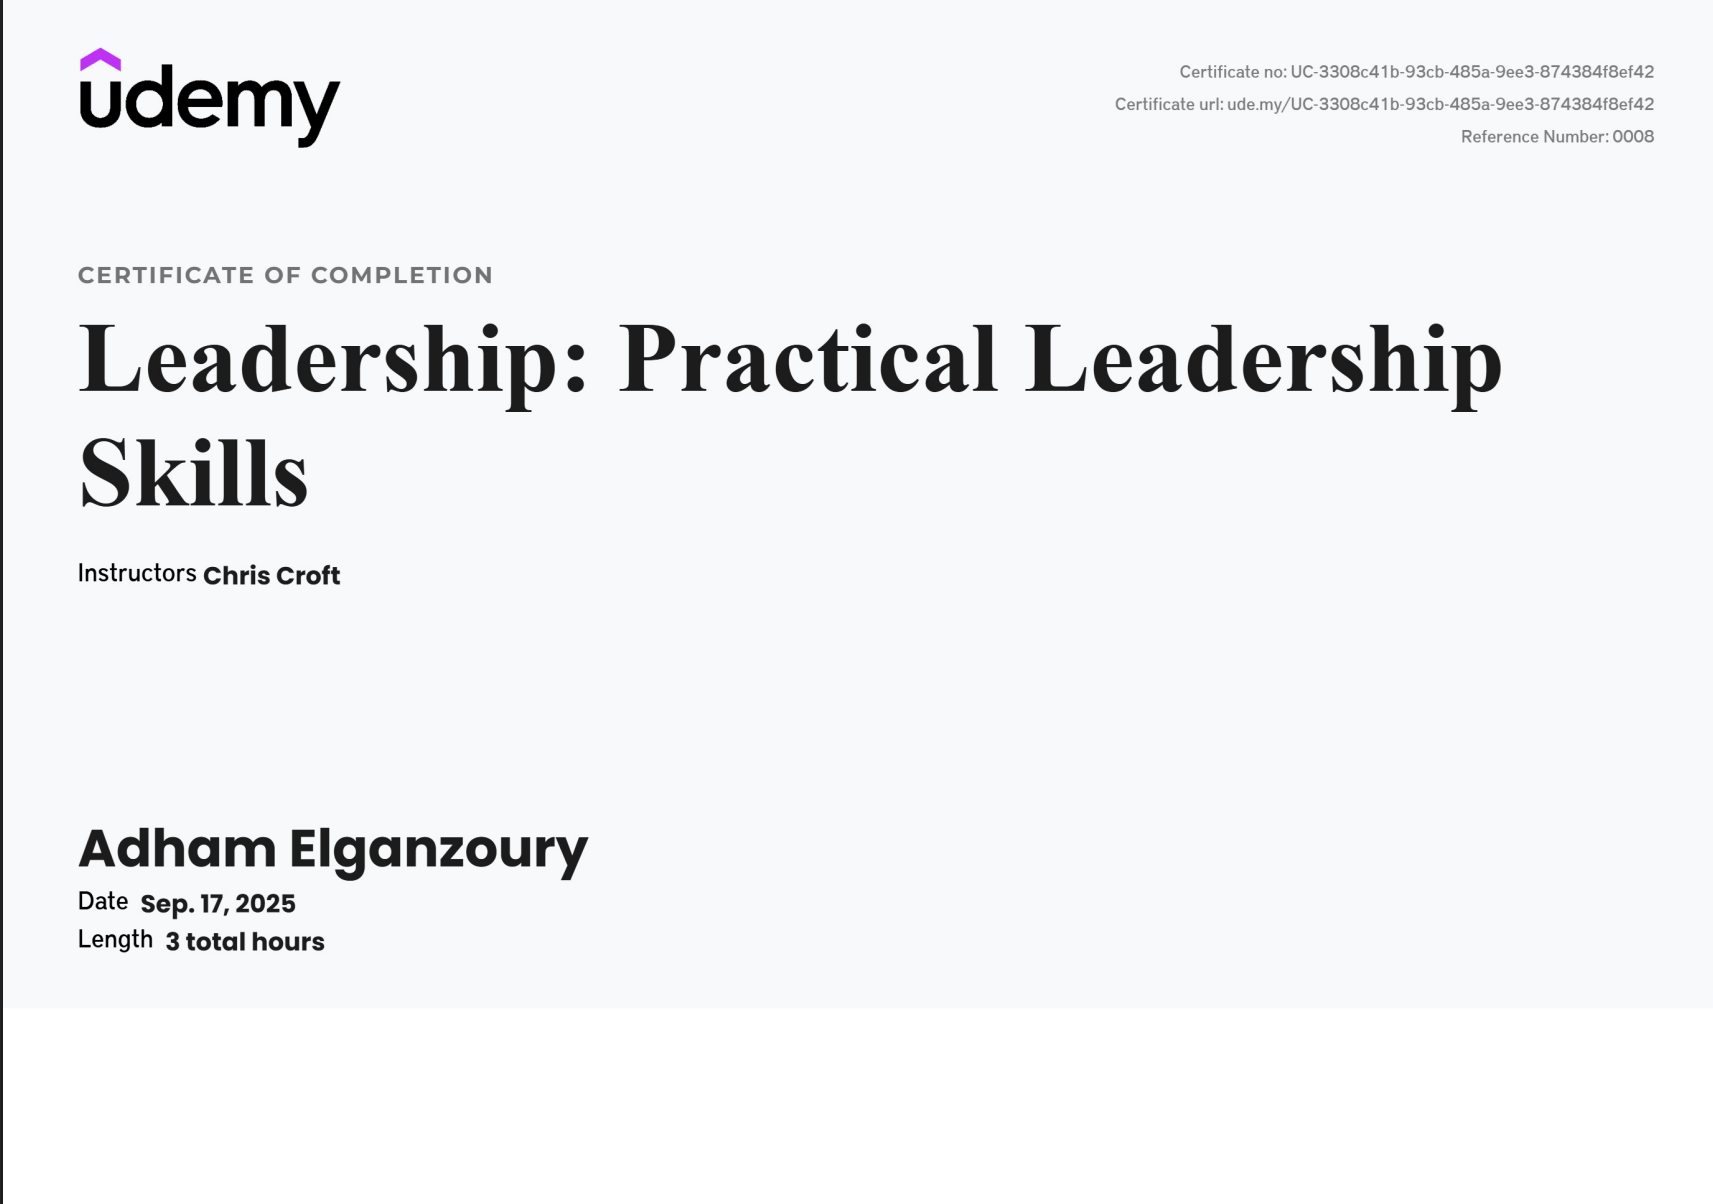 udemy
Certificate no: UC-3308c41b-93cb-485a-9ee3-874384f8ef42
Certificate url: ude.my/UC-3308c41b-93cb-485a-9ee3-874384f8ef42
Reference Number: 0008
CERTIFICATE OF COMPLETION
Leadership: Practical Leadership
Skills
Instructors Chris Croft
Adham Elganzoury
Date Sep. 17, 2025
Length 3 total hours